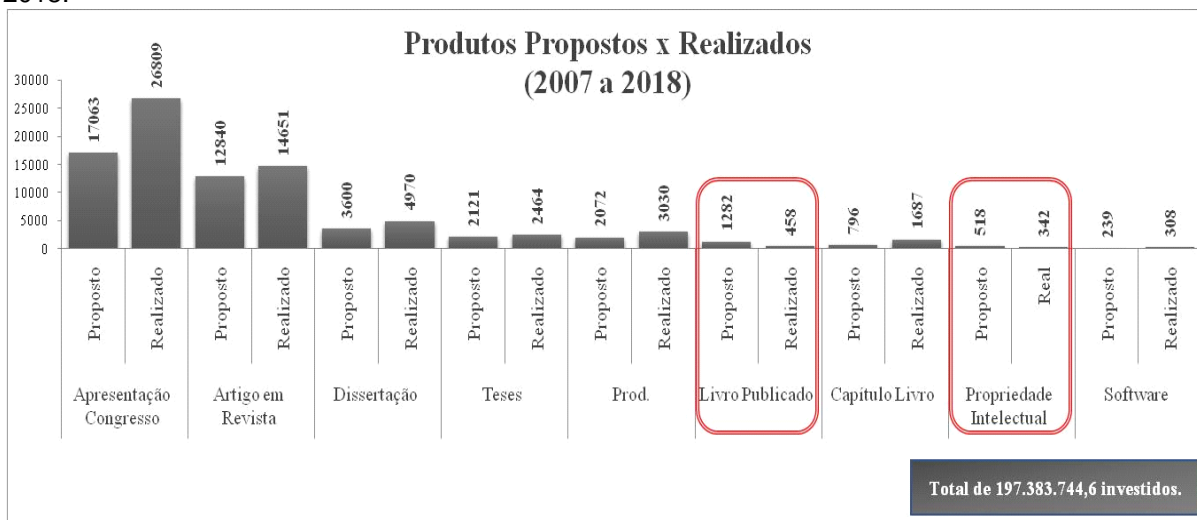 Produtos Propostos x Realizados
(2007 a 2018)
30000
25000
20000
15000
10000
5000
0
17063
26809
12840
14651
3600
4970
2121
2464
2072
3030
1282
458
796
1687
518
342
239
308
Proposto
Realizado
Proposto
Realizado
Proposto
Realizado
Proposto
Realizado
Proposto
Realizado
Proposto
Realizado
Proposto
Realizado
Proposto
Real
Proposto
Realizado
Apresentação
Congresso
Artigo em
Revista
Dissertação
Teses
Prod.
Livro Publicado
Capítulo Livro
Propriedade
Intelectual
Software
Total de 197.383.744,6 investidos.